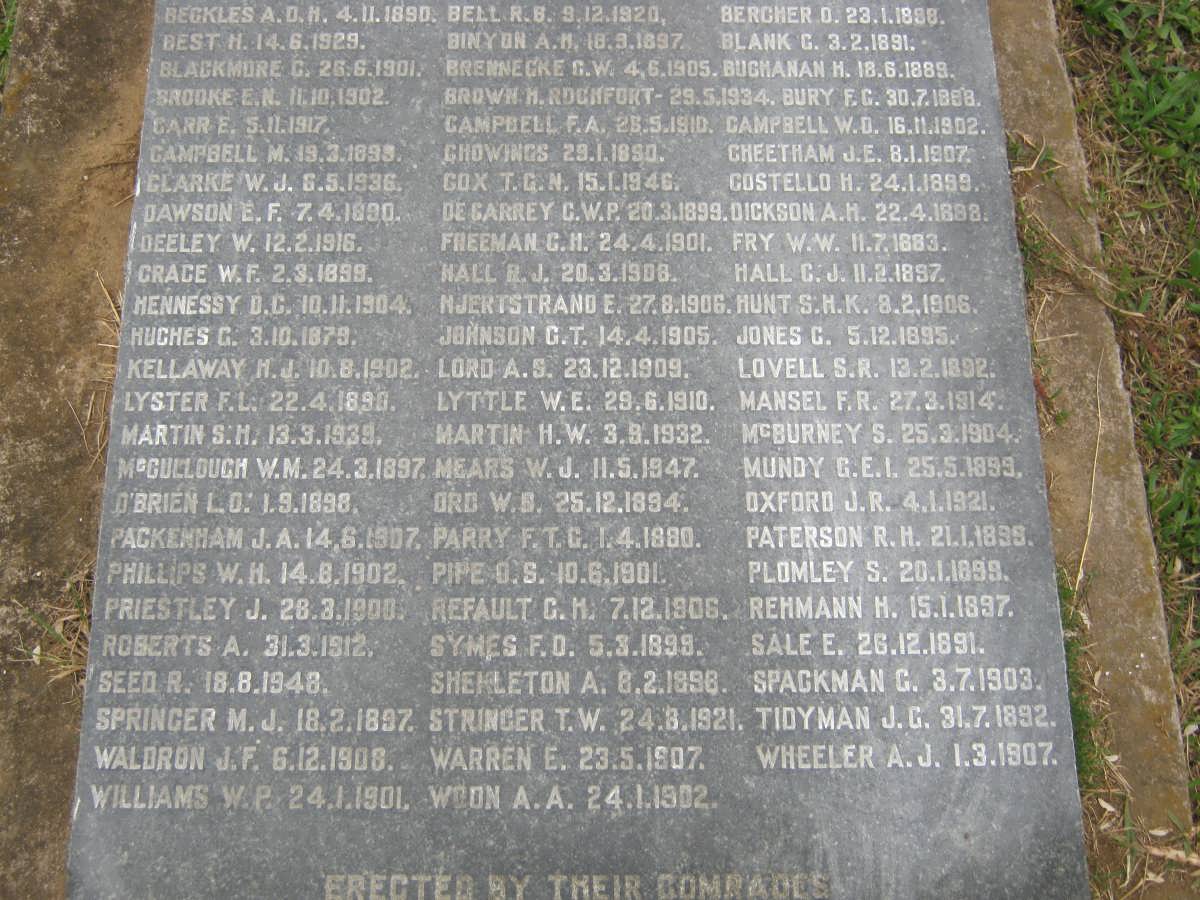 BECKLES A.D.H. 4.11.1890. BELL R.B. 9.12.1920, BERCHER D. 23.1.1888.
BEST H. 14.6.1929. BINYON A.H. 18.9.1897. BLANK G. 3.2.1891.
BLACKMORE C. 26.6.1901. BRENNECKE C.W. 4.6.1905. BUCHANAN H. 18.6.1889.
BROOKE E.N. 11.10.1902. BROWN H. ROCHFORT- 29.5.1934. BURY F.G. 30.7.1888.
CARR E. 5.11.1917. CAMPBELL F.A. 26.5.1910. CAMPBELL W.D. 16.11.1902.
CAMPBELL M. 19.3.1899. CHOWINGS 29.1.1890. CHEETHAM J.E. 8.1.1907.
CLARKE W.J. 6.5.1936. COX T.G.N. 15.1.1946. COSTELLO H. 24.1.1899.
DAWSON E.F. 7.4.1890. DE CARREY C.W.P. 20.3.1899. DICKSON A.H. 22.4.1888.
DEELEY W. 12.2.1916. FREEMAN C.H. 24.4.1901. FRY W.W. 11.7.1883.
GRACE W.F. 2.3.1899. HALL R.J. 20.3.1908. HALL C.J. 11.2.1897.
HENNESSY D.C. 10.11.1904. HJERTSTRAND E. 27.8.1906. HUNT S.H.K. 8.2.1906.
HUGHES G. 3.10.1879. JOHNSON C.T. 14.4.1905. JONES G. 5.12.1895.
KELLAWAY H.J. 10.8.1902. LORD A.S. 23.12.1909. LOVELL S.R. 13.2.1892.
LYSTER F.L. 22.4.1890. LYTTLE W.E. 29.6.1910. MANSEL F.R. 27.3.1914.
MARTIN S.H. 13.3.1939. MARTIN H.W. 3.9.1932. McBURNEY S. 25.3.1904.
McCULLOUGH W.M. 24.3.1897. MEARS W.J. 11.5.1947. MUNDY G.E.I. 25.5.1899.
O'BRIEN L.O. 1.9.1898. ORD W.B. 25.12.1894. OXFORD J.R. 4.1.1921.
PACKENHAM J.A. 14.6.1907. PARRY F.T.G. 1.4.1880. PATERSON R.H. 21.1.1899.
PHILLIPS W.H. 14.8.1902. PIPE O.S. 10.6.1901. PLOMLEY S. 20.1.1899.
PRIESTLEY J. 28.3.1900. REFAULT C.H. 7.12.1906. REHMANN H. 15.1.1897.
ROBERTS A. 31.3.1912. SYMES F.D. 5.3.1899. SALE E. 26.12.1891.
SEED R. 18.8.1948. SHEKLETON A. 8.2.1896. SPACKMAN G. 3.7.1903.
SPRINGER M.J. 18.2.1897. STRINGER T.W. 24.8.1921. TIDYMAN J.G. 31.7.1892.
WALDRON J.F. 6.12.1908. WARREN E. 23.5.1907. WHEELER A.J. 1.3.1907.
WILLIAMS W.P. 24.1.1901. WOON A.A. 24.1.1902.
ERECTED BY THEIR COMRADES